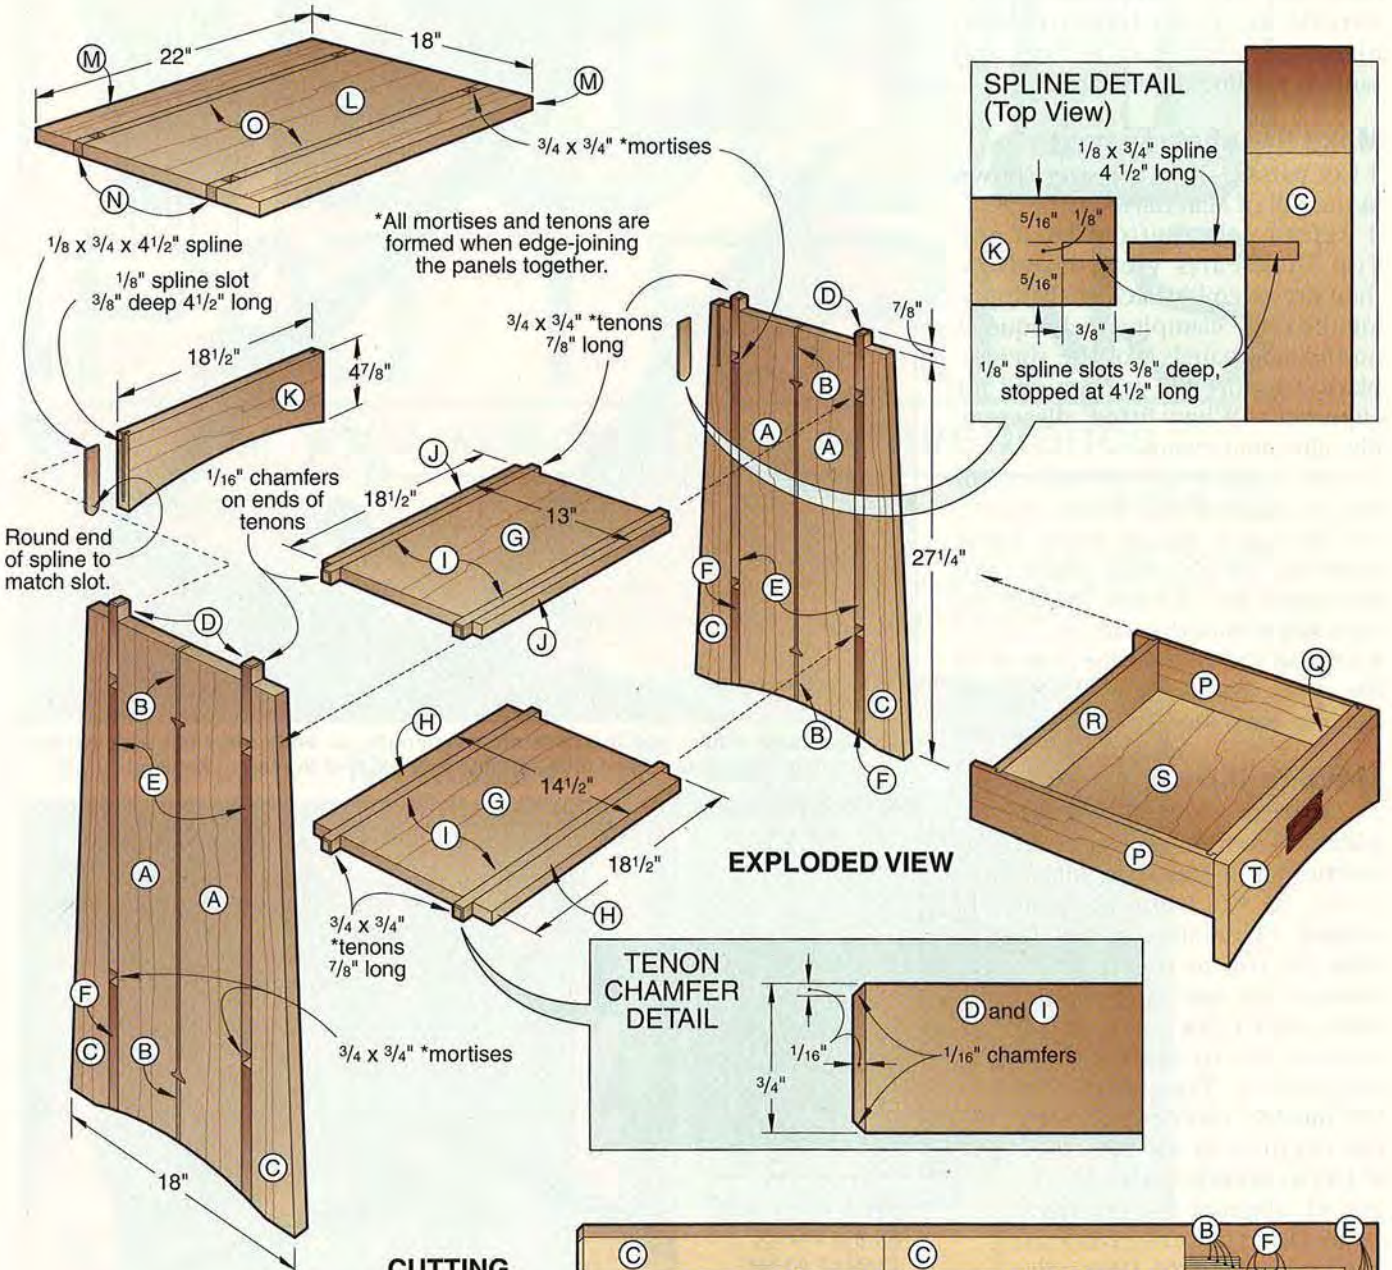 22"
18"
M
M
L
O
N
3/4 x 3/4" *mortises
*All mortises and tenons are
formed when edge-joining
the panels together.
1/8 x 3/4 x 4 1/2" spline
1/8" spline slot
3/8" deep 4 1/2" long
18 1/2"
4 7/8"
K
Round end
of spline to
match slot.
1/16" chamfers
on ends of
tenons
3/4 x 3/4" *tenons
7/8" long
J
18 1/2"
13"
G
I
J
D
7/8"
B
A
A
F
E
C
C
B
F
27 1/4"
SPLINE DETAIL
(Top View)
1/8 x 3/4" spline
4 1/2" long
C
5/16"
1/8"
K
5/16"
3/8"
1/8" spline slots 3/8" deep,
stopped at 4 1/2" long
D
B
E
A
A
F
C
B
C
18"
3/4 x 3/4" *mortises
H
14 1/2"
G
I
18 1/2"
H
3/4 x 3/4"
*tenons
7/8" long
EXPLODED VIEW
P
Q
R
S
P
T
TENON
CHAMFER
DETAIL
D and I
1/16"
1/16" chamfers
3/4"
CUTTING
C
C
B
F
E